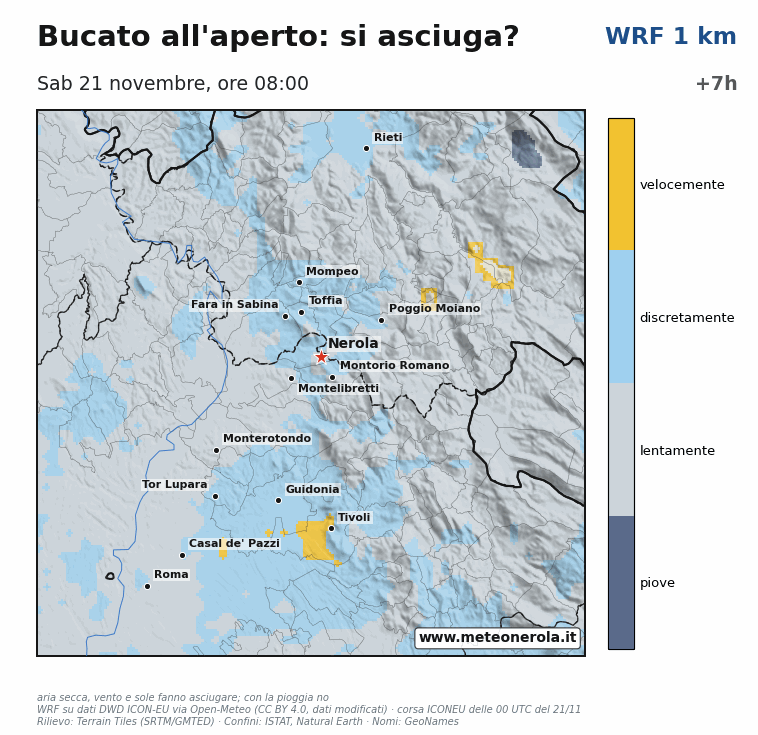 Bucato all'aperto: si asciuga?
WRF 1 km
Sab 21 novembre, ore 08:00
+7h
Rieti
velocemente
Mompeo
Fara in Sabina
Toffia
Poggio Moiano
discretamente
Nerola
Montorio Romano
Montelibretti
Monterotondo
lentamente
Tor Lupara
Guidonia
Tivoli
Casal de' Pazzi
Roma
piove
www.meteonerola.it
aria secca, vento e sole fanno asciugare; con la pioggia no
WRF su dati DWD ICON-EU via Open-Meteo (CC BY 4.0, dati modificati) · corsa ICONEU delle 00 UTC del 21/11
Rilievo: Terrain Tiles (SRTM/GMTED) · Confini: ISTAT, Natural Earth · Nomi: GeoNames